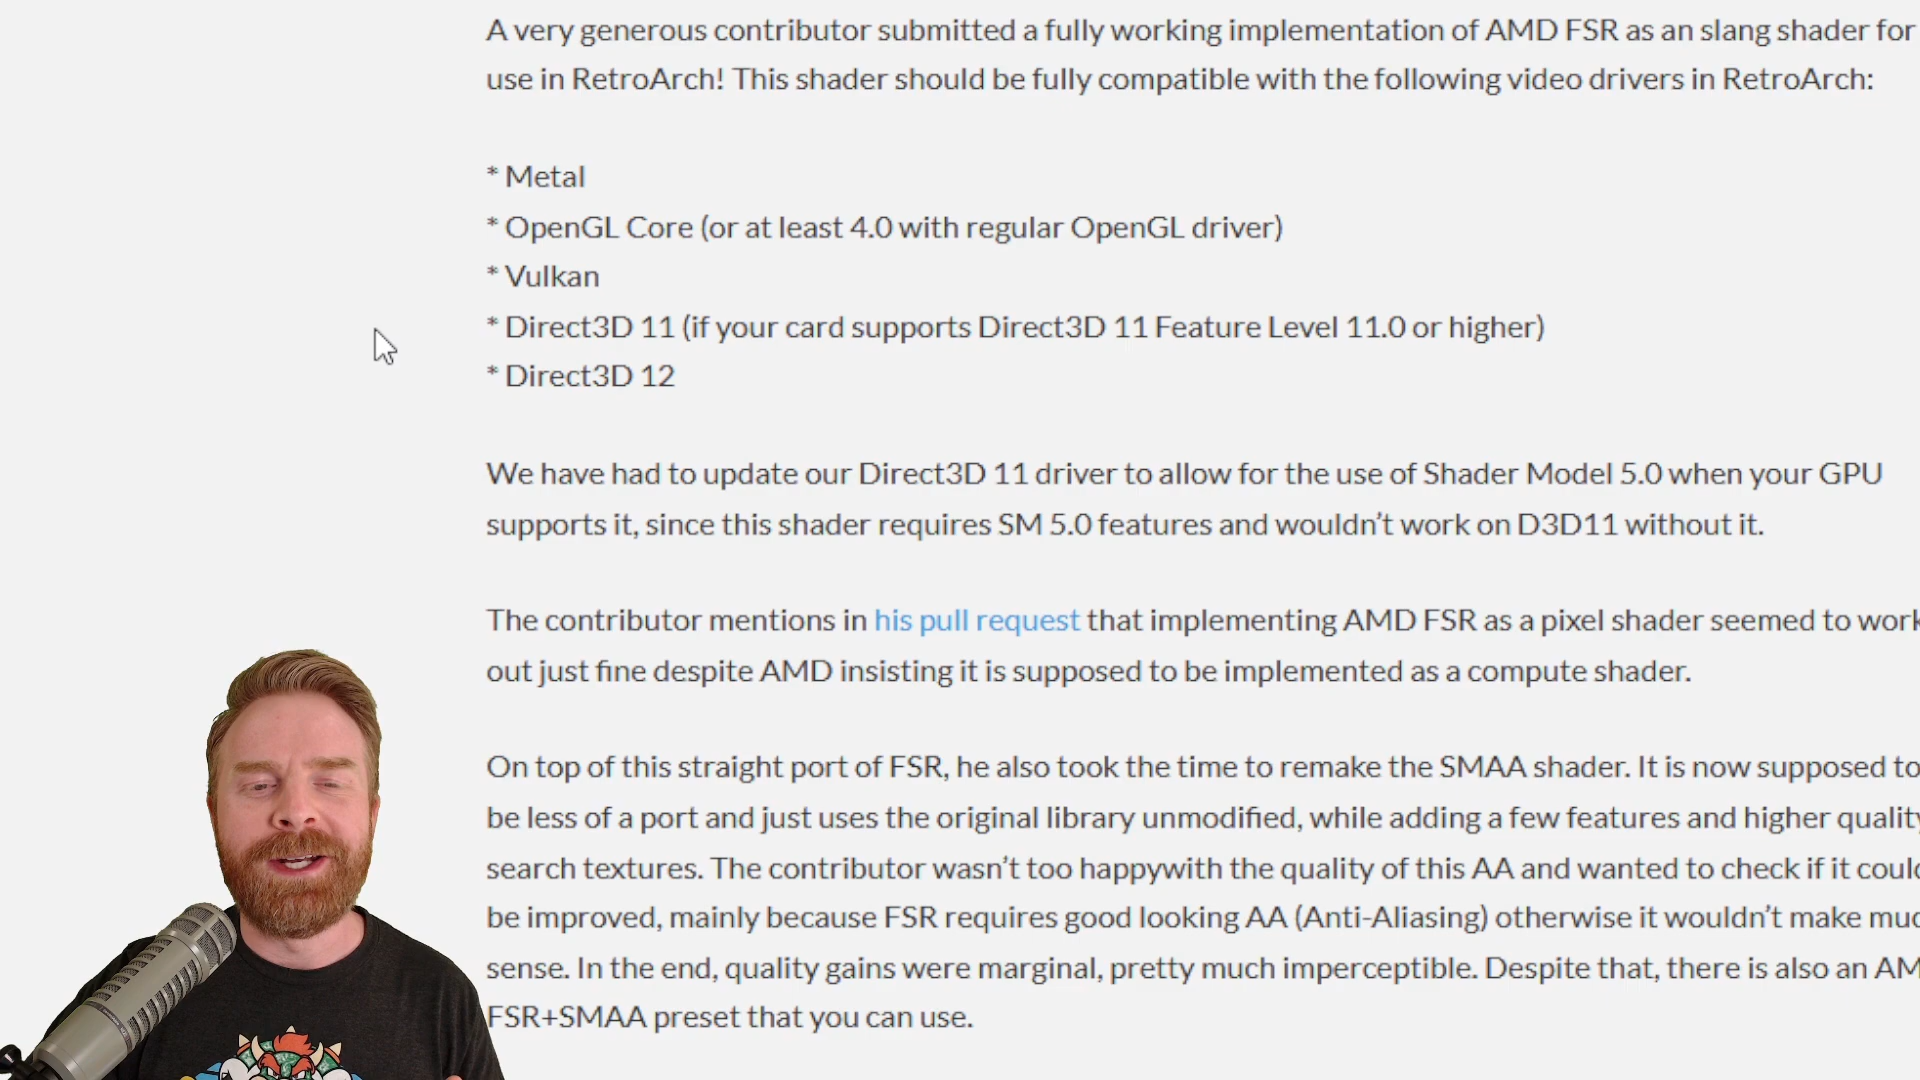 A very generous contributor submitted a fully working implementation of AMD FSR as an slang shader for
use in RetroArch! This shader should be fully compatible with the following video drivers in RetroArch:
* Metal
* OpenGL Core (or at least 4.0 with regular OpenGL driver)
* Vulkan
* Direct3D 11 (if your card supports Direct3D 11 Feature Level 11.0 or higher)
* Direct3D 12
We have had to update our Direct3D 11 driver to allow for the use of Shader Model 5.0 when your GPU
supports it, since this shader requires SM 5.0 features and wouldn’t work on D3D11 without it.
The contributor mentions in his pull request that implementing AMD FSR as a pixel shader seemed to work
out just fine despite AMD insisting it is supposed to be implemented as a compute shader.
On top of this straight port of FSR, he also took the time to remake the SMAA shader. It is now supposed to
be less of a port and just uses the original library unmodified, while adding a few features and higher quality
search textures. The contributor wasn’t too happywith the quality of this AA and wanted to check if it could
be improved, mainly because FSR requires good looking AA (Anti-Aliasing) otherwise it wouldn’t make muc
sense. In the end, quality gains were marginal, pretty much imperceptible. Despite that, there is also an AM
FSR+SMAA preset that you can use.